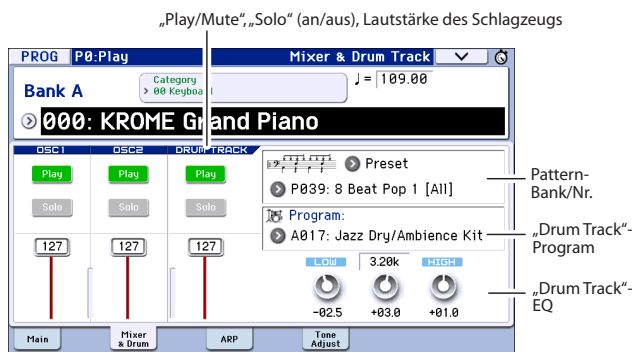 „Play/Mute“, „Solo“ (an/aus), Lautstärke des Schlagzeugs
PROG P0:Play Mixer & Drum Track
Bank A
Category
00 Keyboard
♩= 109.00
000: KROME Grand Piano
OSC1 OSC2 DRUM TRACK
Play Play Play
Solo Solo Solo
127 127 127
Preset
P039: 8 Beat Pop 1 [All]
Pattern-
Bank/Nr.
Program:
A017: Jazz Dry/Ambience Kit
„Drum Track“-
Program
LOW 3.20k HIGH
-02.5 +03.0 +01.0
„Drum Track“-
EQ
Main Mixer & Drum ARP Tone Adjust